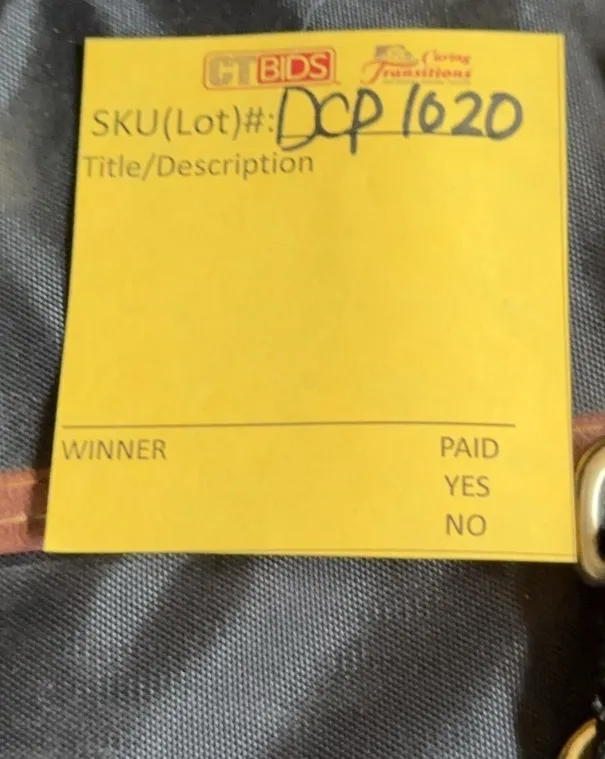 CTBIDS Caring Transitions
SKU(Lot)#: DCP 1020
Title/Description
WINNER PAID
YES
NO